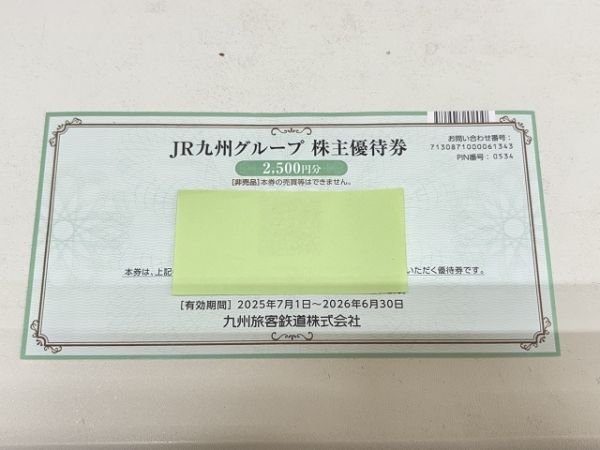 お問い合わせ番号：
7130871000061343
PIN番号：0534
JR九州グループ 株主優待券
2,500円分
［非売品］本券の売買等はできません。
本券は、上記 いただく優待券です。
［有効期間］2025年7月1日～2026年6月30日
九州旅客鉄道株式会社